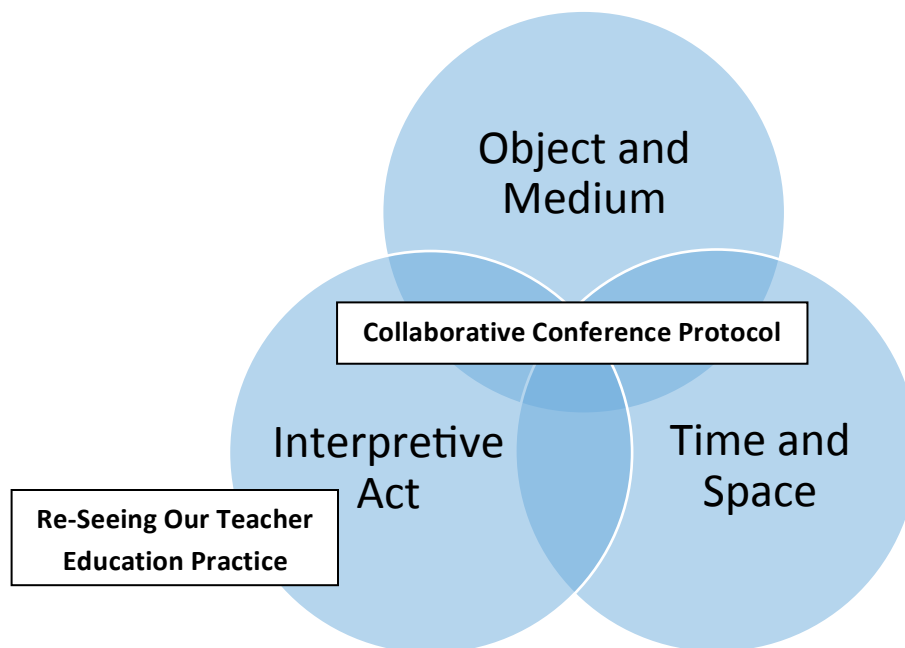 Object and
Medium
Collaborative Conference Protocol
Interpretive
Act
Time and
Space
Re-Seeing Our Teacher
Education Practice